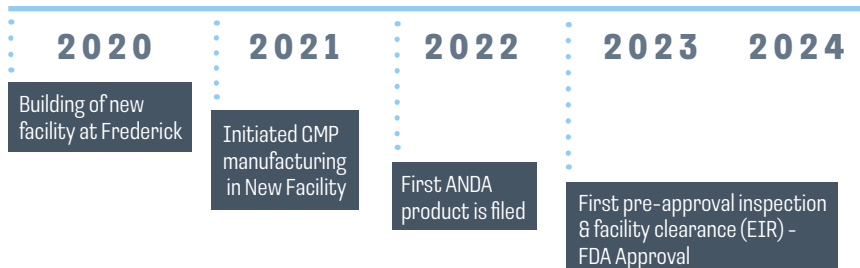 2020 2021 2022 2023 2024
Building of new
facility at Frederick
Initiated GMP
manufacturing
in New Facility
First ANDA
product is filed
First pre-approval inspection
& facility clearance (EIR) -
FDA Approval